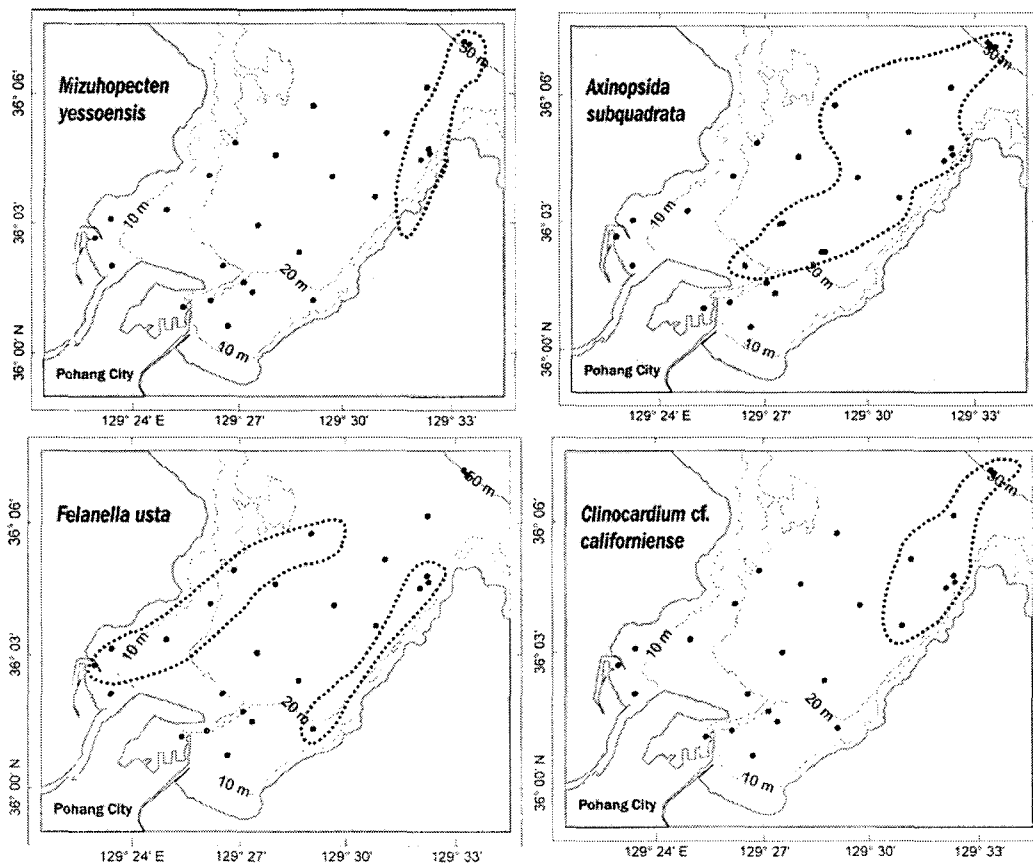 Mizuhopecten
yessoensis
36° 06'
36° 03'
36° 00' N
10 m
20 m
10 m
50 m
Pohang City
129° 24' E
129° 27'
129° 30'
129° 33'
Axinopsida
subquadrata
36° 06'
36° 03'
36° 00' N
10 m
20 m
10 m
50 m
Pohang City
129° 24' E
129° 27'
129° 30'
129° 33'
Felanella usta
36° 06'
36° 03'
36° 00' N
10 m
20 m
10 m
50 m
Pohang City
129° 24' E
129° 27'
129° 30'
129° 33'
Clinocardium cf.
californiense
36° 06'
36° 03'
36° 00' N
10 m
20 m
10 m
50 m
Pohang City
129° 24' E
129° 27'
129° 30'
129° 33'